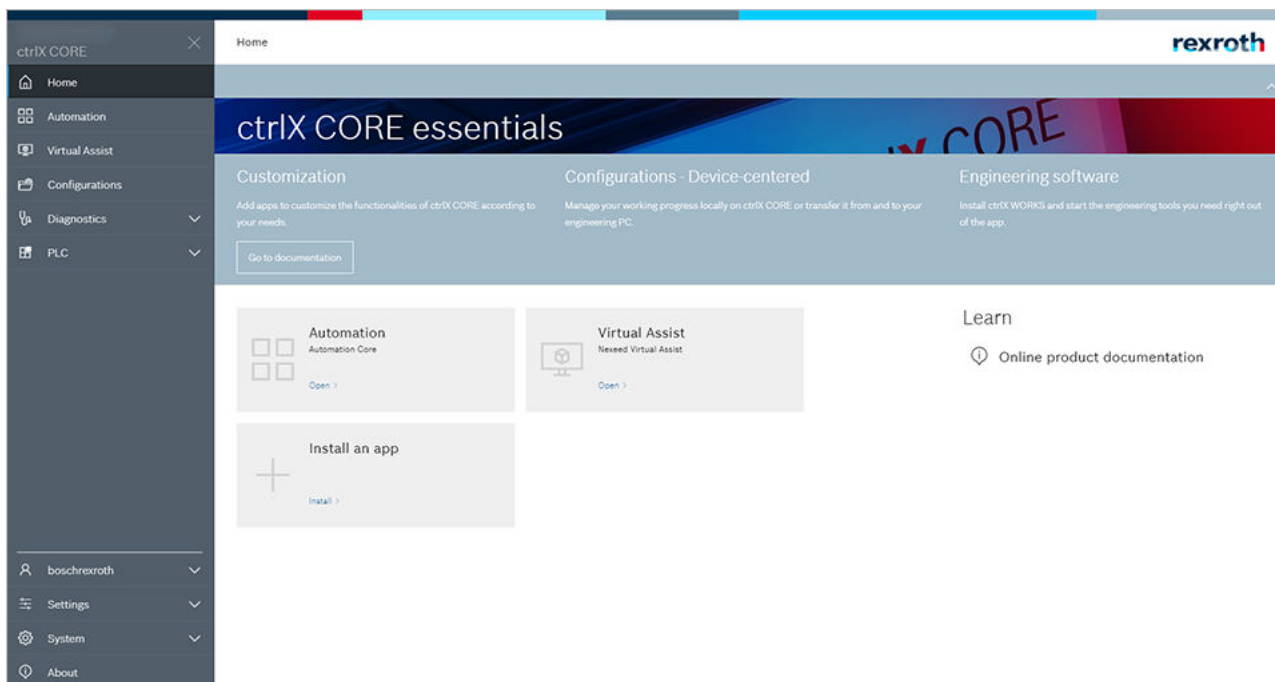 ctrlX CORE
Home
Automation
Virtual Assist
Configurations
Diagnostics
PLC
boschrexroth
Settings
System
About
Home
rexroth
ctrlX CORE essentials
X CORE
Customization
Add apps to customize the functionalities of ctrlX CORE according to
your needs.
Go to documentation
Configurations - Device-centered
Manage your working progress locally on ctrlX CORE or transfer it from and to your
engineering PC.
Engineering software
Install ctrlX WORKS and start the engineering tools you need right out
of the app.
Automation
Automation Core
Open >
Virtual Assist
Nexeed Virtual Assist
Open >
Install an app
Install >
Learn
Online product documentation